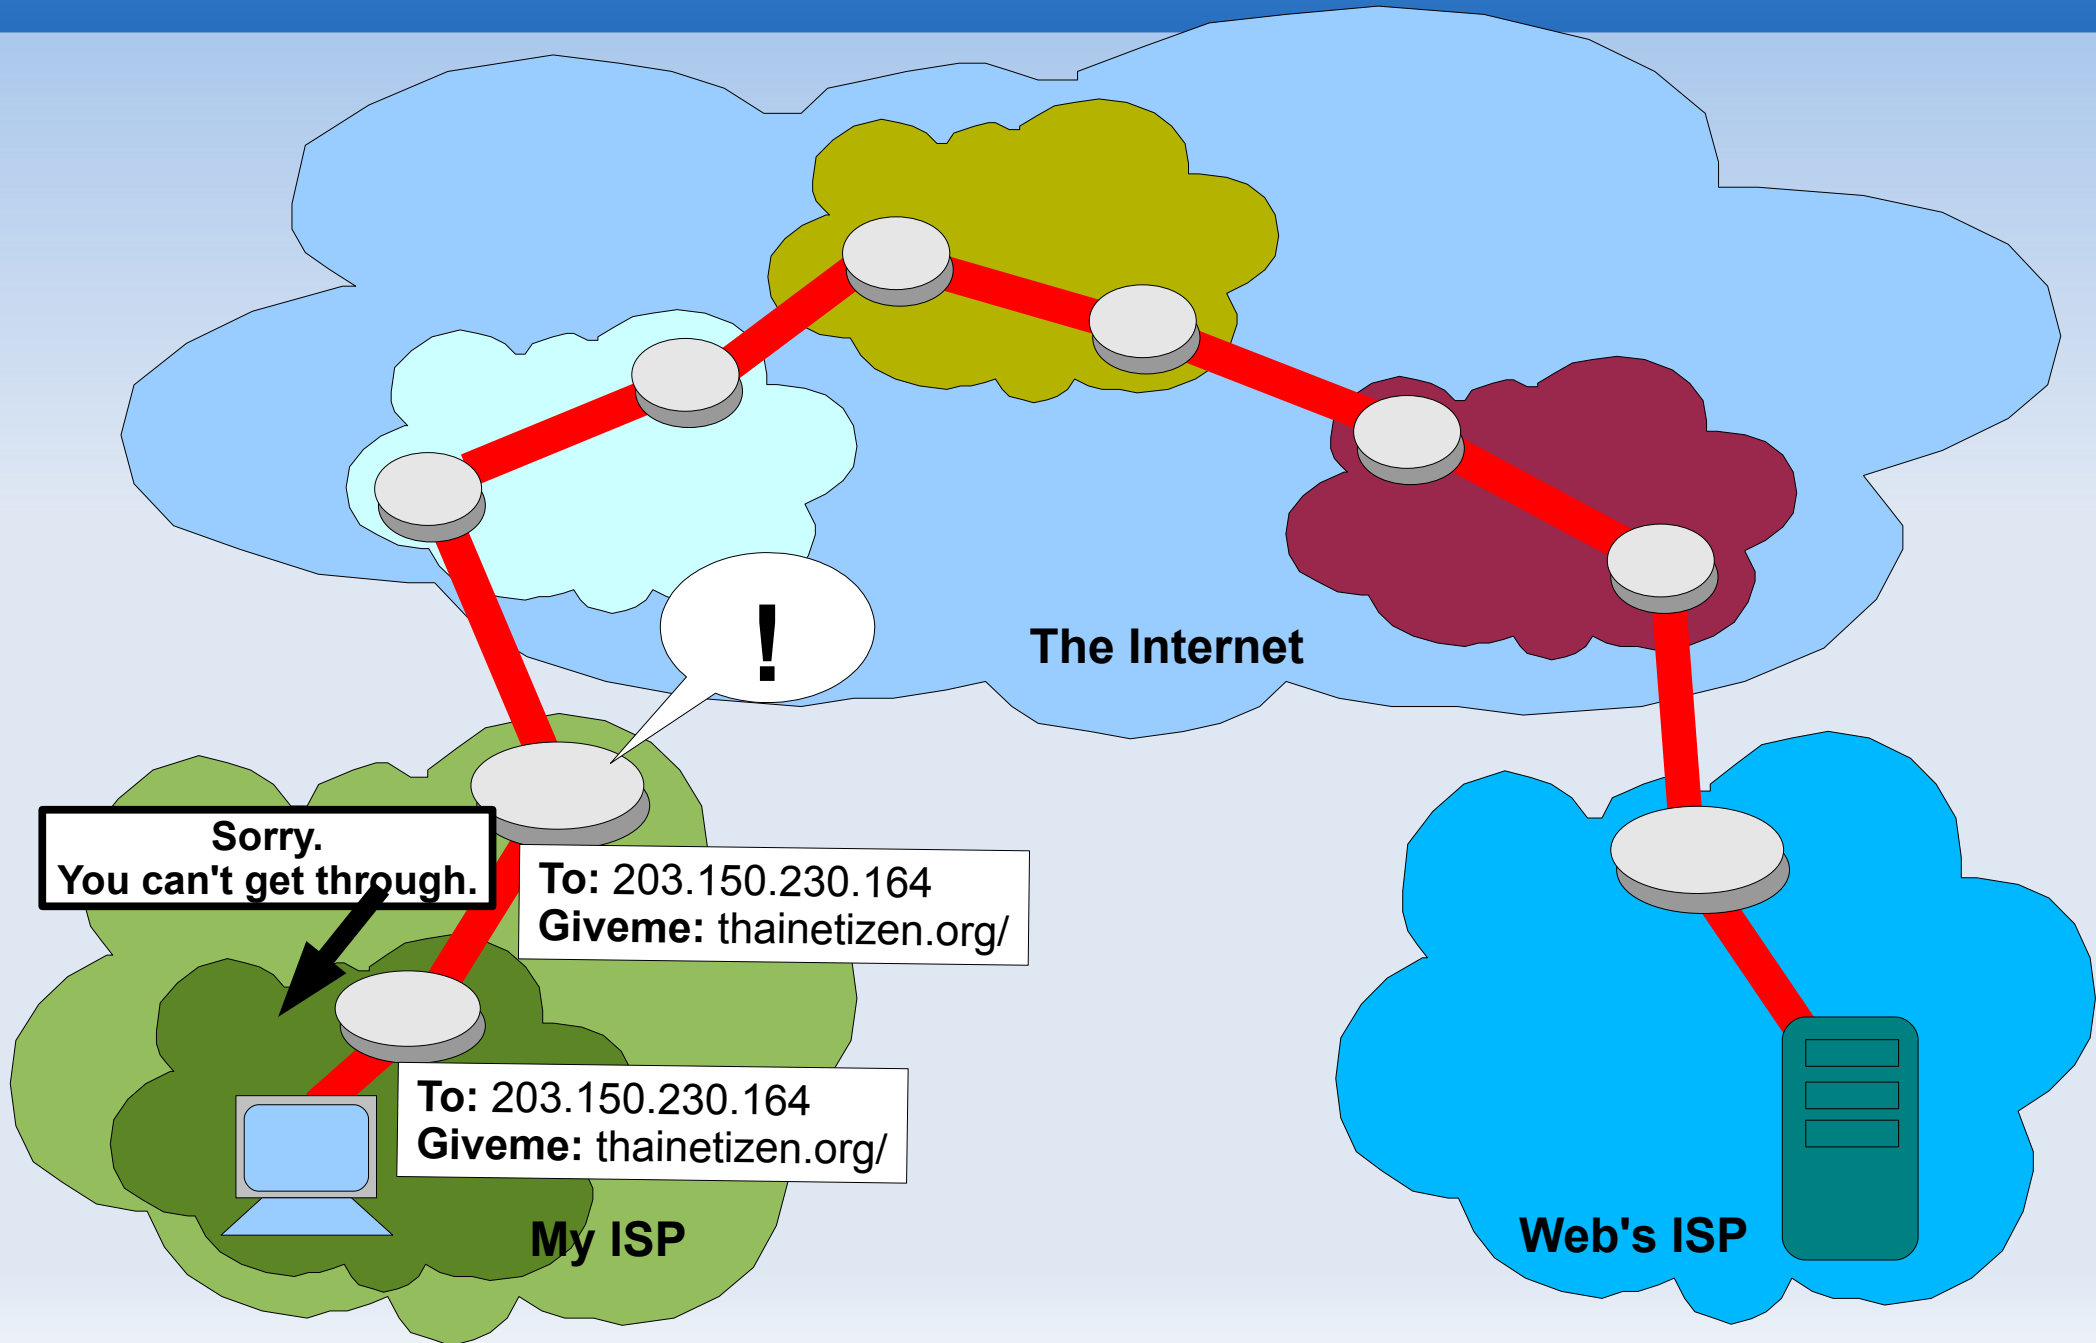 !
The Internet
Sorry.
You can't get through.
To: 203.150.230.164
Giveme: thainetizen.org/
To: 203.150.230.164
Giveme: thainetizen.org/
My ISP
Web's ISP